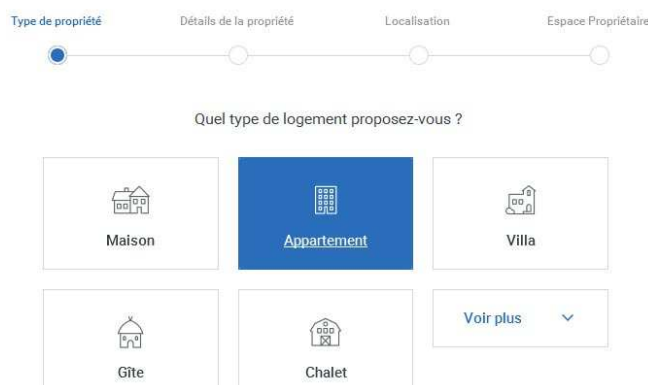 Type de propriété Détails de la propriété Localisation Espace Propriétaire
Quel type de logement proposez-vous ?
Maison Appartement Villa
Gîte Chalet Voir plus